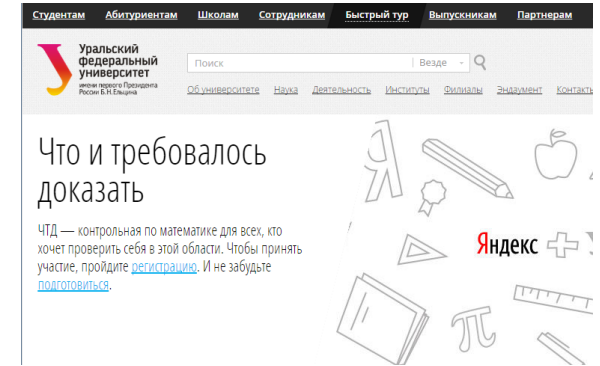 Студентам Абитуриентам Школам Сотрудникам Быстрый тур Выпускникам Партнерам
Уральский
федеральный
университет
имени первого Президента
России Б.Н.Ельцина
Поиск Везде
Об университете Наука Деятельность Институты Филиалы Эндаумент Контакты
Что и требовалось
доказать
ЧТД — контрольная по математике для всех, кто
хочет проверить себя в этой области. Чтобы принять
участие, пройдите регистрацию. И не забудьте
подготовиться.
Я
Яндекс
π